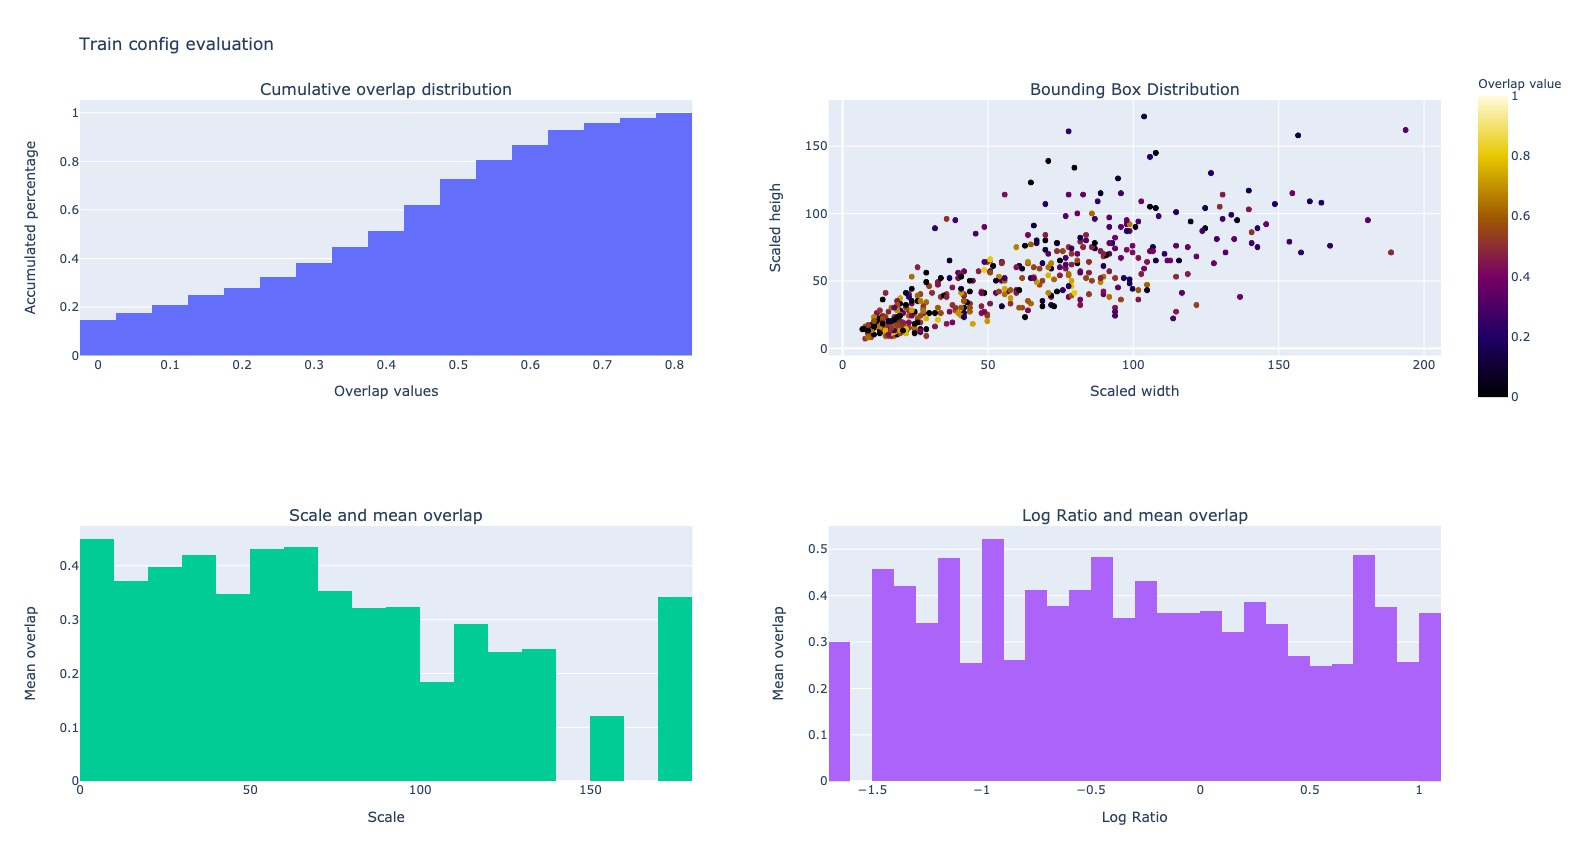 Train config evaluation
Cumulative overlap distribution
Accumulated percentage
1
0.8
0.6
0.4
0.2
0
0 0.1 0.2 0.3 0.4 0.5 0.6 0.7 0.8
Overlap values
Bounding Box Distribution
Scaled heigh
150
100
50
0
0 50 100 150 200
Scaled width
Overlap value
1
0.8
0.6
0.4
0.2
0
Scale and mean overlap
Mean overlap
0.4
0.3
0.2
0.1
0
0 50 100 150
Scale
Log Ratio and mean overlap
Mean overlap
0.5
0.4
0.3
0.2
0.1
0
−1.5 −1 −0.5 0 0.5 1
Log Ratio